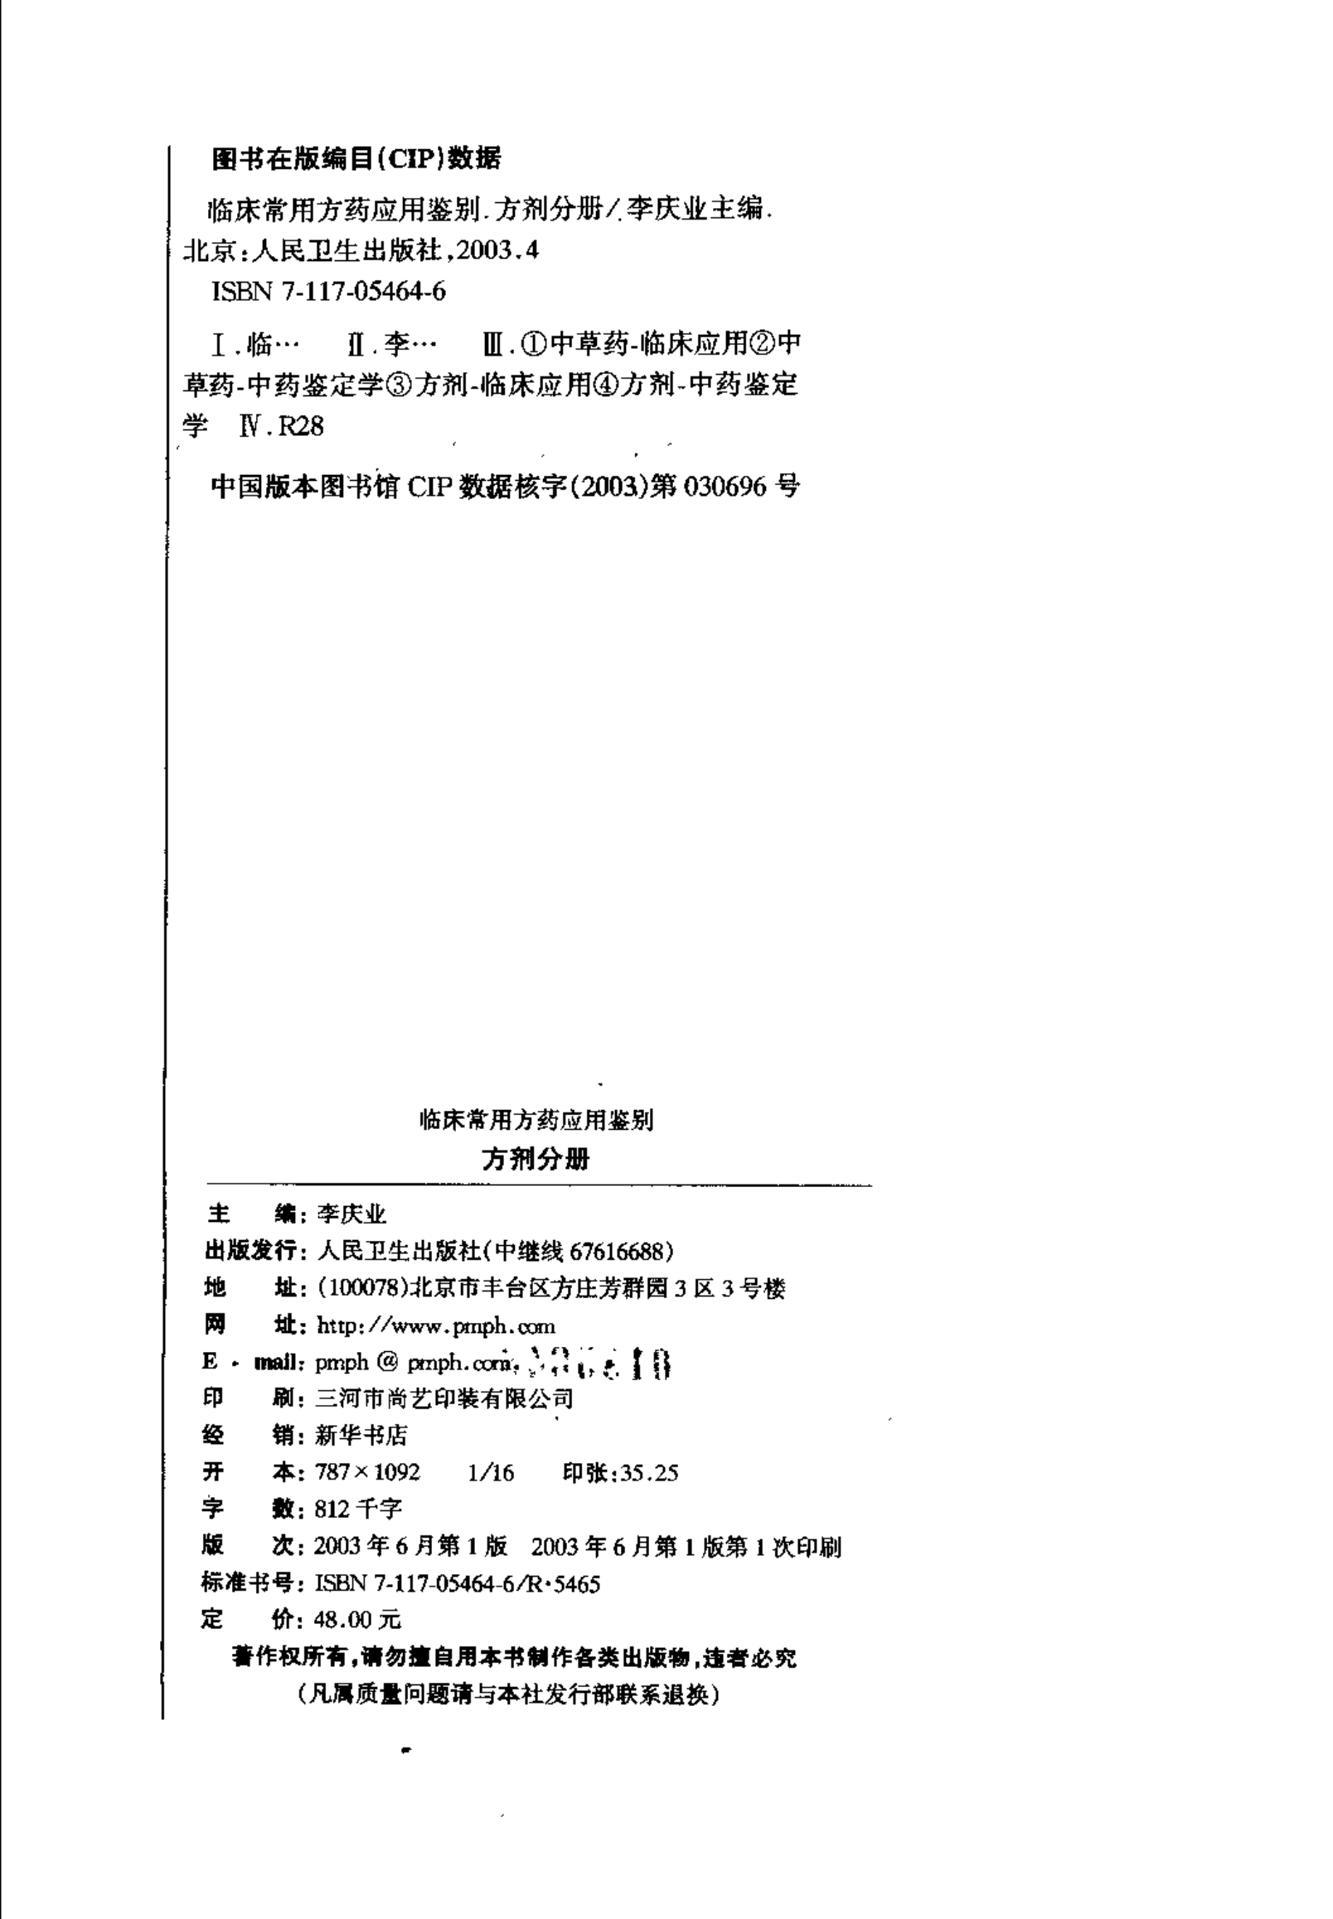 图书在版编目(CIP)数据
临床常用方药应用鉴别.方剂分册/.李庆业主编.
北京:人民卫生出版社,2003.4
ISBN 7-117-05464-6
Ⅰ.临… Ⅱ.李… Ⅲ.①中草药-临床应用②中
草药-中药鉴定学③方剂-临床应用④方剂-中药鉴定
学 Ⅳ.R28
中国版本图书馆 CIP 数据核字(2003)第 030696 号
临床常用方药应用鉴别
方剂分册
主 编: 李庆业
出版发行: 人民卫生出版社(中继线 67616688)
地 址: (100078)北京市丰台区方庄芳群园 3 区 3 号楼
网 址: http://www.pmph.com
E - mail: pmph @ pmph.com
印 刷: 三河市尚艺印装有限公司
经 销: 新华书店
开 本: 787×1092 1/16 印张:35.25
字 数: 812 千字
版 次: 2003 年 6 月第 1 版 2003 年 6 月第 1 版第 1 次印刷
标准书号: ISBN 7-117-05464-6/R·5465
定 价: 48.00 元
著作权所有,请勿擅自用本书制作各类出版物,违者必究
(凡属质量问题请与本社发行部联系退换)